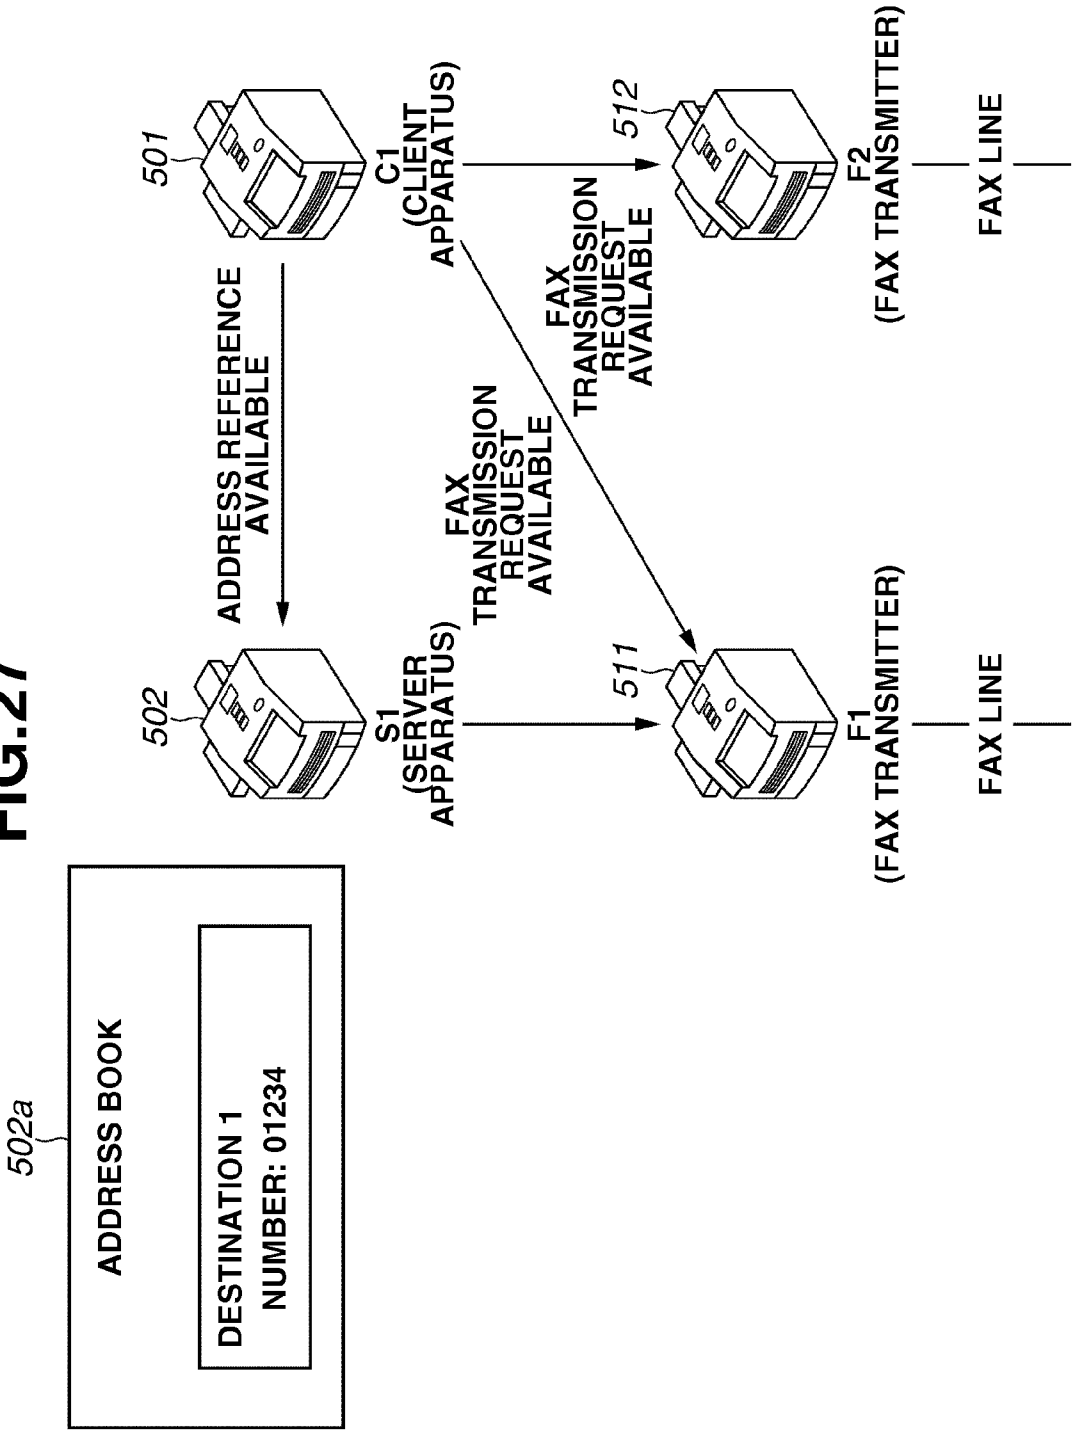 FIG.27
502a
ADDRESS BOOK
DESTINATION 1
NUMBER: 01234
502
S1
(SERVER
APPARATUS)
ADDRESS REFERENCE
AVAILABLE
501
C1
(CLIENT
APPARATUS)
FAX
TRANSMISSION
REQUEST
AVAILABLE
FAX
TRANSMISSION
REQUEST
AVAILABLE
511
F1
(FAX TRANSMITTER)
FAX LINE
512
F2
(FAX TRANSMITTER)
FAX LINE